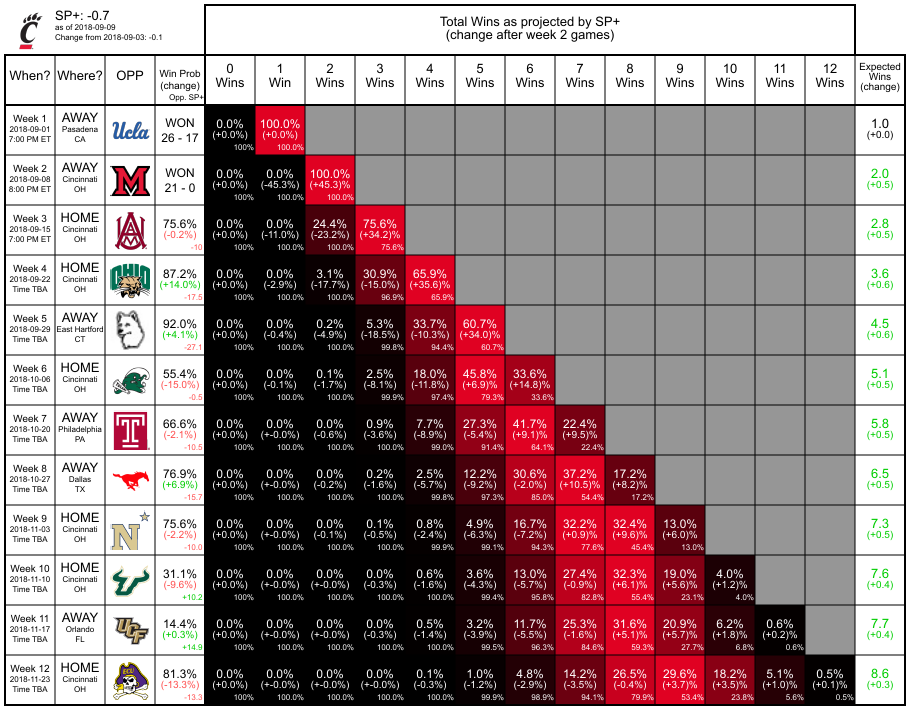 SP+: -0.7
as of 2018-09-09
Change from 2018-09-03: -0.1
Total Wins as projected by SP+
(change after week 2 games)
When? Where? OPP Win Prob (change) Opp. SP+ 0 Wins 1 Win 2 Wins 3 Wins 4 Wins 5 Wins 6 Wins 7 Wins 8 Wins 9 Wins 10 Wins 11 Wins 12 Wins Expected Wins (change)
Week 1 AWAY Ucla WON 0.0% 100.0% 1.0
2018-09-01 Pasadena 26 - 17 (+0.0%) (+0.0%) (+0.0)
7:00 PM ET CA 100% 100.0%
Week 2 AWAY M WON 0.0% 0.0% 100.0% 2.0
2018-09-08 Cincinnati 21 - 0 (+0.0%) (-45.3%) (+45.3)% (+0.5)
8:00 PM ET OH 100% 100.0% 100.0%
Week 3 HOME 75.6% 0.0% 0.0% 24.4% 75.6% 2.8
2018-09-15 Cincinnati (-0.2%) (+0.0%) (-11.0%) (-23.2%) (+34.2)% (+0.5)
7:00 PM ET OH -10 100% 100.0% 100.0% 75.6%
Week 4 HOME OHIO 87.2% 0.0% 0.0% 3.1% 30.9% 65.9% 3.6
2018-09-22 Cincinnati (+14.0%) (+0.0%) (-2.9%) (-17.7%) (-15.0%) (+35.6)% (+0.6)
Time TBA OH -17.5 100% 100.0% 100.0% 96.9% 65.9%
Week 5 AWAY 92.0% 0.0% 0.0% 0.2% 5.3% 33.7% 60.7% 4.5
2018-09-29 East Hartford (+4.1%) (+0.0%) (-0.4%) (-4.9%) (-18.5%) (-10.3%) (+34.0)% (+0.6)
Time TBA CT -27.1 100% 100.0% 100.0% 99.8% 94.4% 60.7%
Week 6 HOME 55.4% 0.0% 0.0% 0.1% 2.5% 18.0% 45.8% 33.6% 5.1
2018-10-06 Cincinnati (-15.0%) (+0.0%) (-0.1%) (-1.7%) (-8.1%) (-11.8%) (+6.9)% (+14.8)% (+0.5)
Time TBA OH -0.5 100% 100.0% 100.0% 99.9% 97.4% 79.3% 33.6%
Week 7 AWAY T 66.6% 0.0% 0.0% 0.0% 0.9% 7.7% 27.3% 41.7% 22.4% 5.8
2018-10-20 Philadelphia (-2.1%) (+0.0%) (+-0.0%) (-0.6%) (-3.6%) (-8.9%) (-5.4%) (+9.1)% (+9.5)% (+0.5)
Time TBA PA -10.5 100% 100.0% 100.0% 100.0% 99.0% 91.4% 64.1% 22.4%
Week 8 AWAY 76.9% 0.0% 0.0% 0.0% 0.2% 2.5% 12.2% 30.6% 37.2% 17.2% 6.5
2018-10-27 Dallas (+6.9%) (+0.0%) (+-0.0%) (-0.2%) (-1.6%) (-5.7%) (-9.2%) (-2.0%) (+10.5)% (+8.2)% (+0.5)
Time TBA TX -15.7 100% 100.0% 100.0% 100.0% 99.8% 97.3% 85.0% 54.4% 17.2%
Week 9 HOME N 75.6% 0.0% 0.0% 0.0% 0.1% 0.8% 4.9% 16.7% 32.2% 32.4% 13.0% 7.3
2018-11-03 Cincinnati (-2.2%) (+0.0%) (+-0.0%) (-0.1%) (-0.5%) (-2.4%) (-6.3%) (-7.2%) (+0.9)% (+9.6)% (+6.0)% (+0.5)
Time TBA OH -10.0 100% 100.0% 100.0% 100.0% 99.9% 99.1% 94.3% 77.6% 45.4% 13.0%
Week 10 HOME 31.1% 0.0% 0.0% 0.0% 0.0% 0.6% 3.6% 13.0% 27.4% 32.3% 19.0% 4.0% 7.6
2018-11-10 Cincinnati (-9.6%) (+0.0%) (+-0.0%) (+-0.0%) (-0.3%) (-1.6%) (-4.3%) (-5.7%) (-0.9%) (+6.1)% (+5.6)% (+1.2)% (+0.4)
Time TBA OH +10.2 100% 100.0% 100.0% 100.0% 100.0% 99.4% 95.8% 82.8% 55.4% 23.1% 4.0%
Week 11 AWAY UCF 14.4% 0.0% 0.0% 0.0% 0.0% 0.5% 3.2% 11.7% 25.3% 31.6% 20.9% 6.2% 0.6% 7.7
2018-11-17 Orlando (+0.3%) (+0.0%) (+-0.0%) (+-0.0%) (-0.3%) (-1.4%) (-3.9%) (-5.5%) (-1.6%) (+5.1)% (+5.7)% (+1.8)% (+0.2)% (+0.4)
Time TBA FL +14.9 100% 100.0% 100.0% 100.0% 100.0% 99.5% 96.3% 84.6% 59.3% 27.7% 6.8% 0.6%
Week 12 HOME ECU 81.3% 0.0% 0.0% 0.0% 0.0% 0.1% 1.0% 4.8% 14.2% 26.5% 29.6% 18.2% 5.1% 0.5% 8.6
2018-11-23 Cincinnati (-13.3%) (+0.0%) (+-0.0%) (+-0.0%) (+-0.0%) (-0.3%) (-1.2%) (-2.9%) (-3.5%) (-0.4%) (+3.7)% (+3.5)% (+1.0)% (+0.1)% (+0.3)
Time TBA OH -13.3 100% 100.0% 100.0% 100.0% 100.0% 99.9% 98.9% 94.1% 79.9% 53.4% 23.8% 5.6% 0.5%